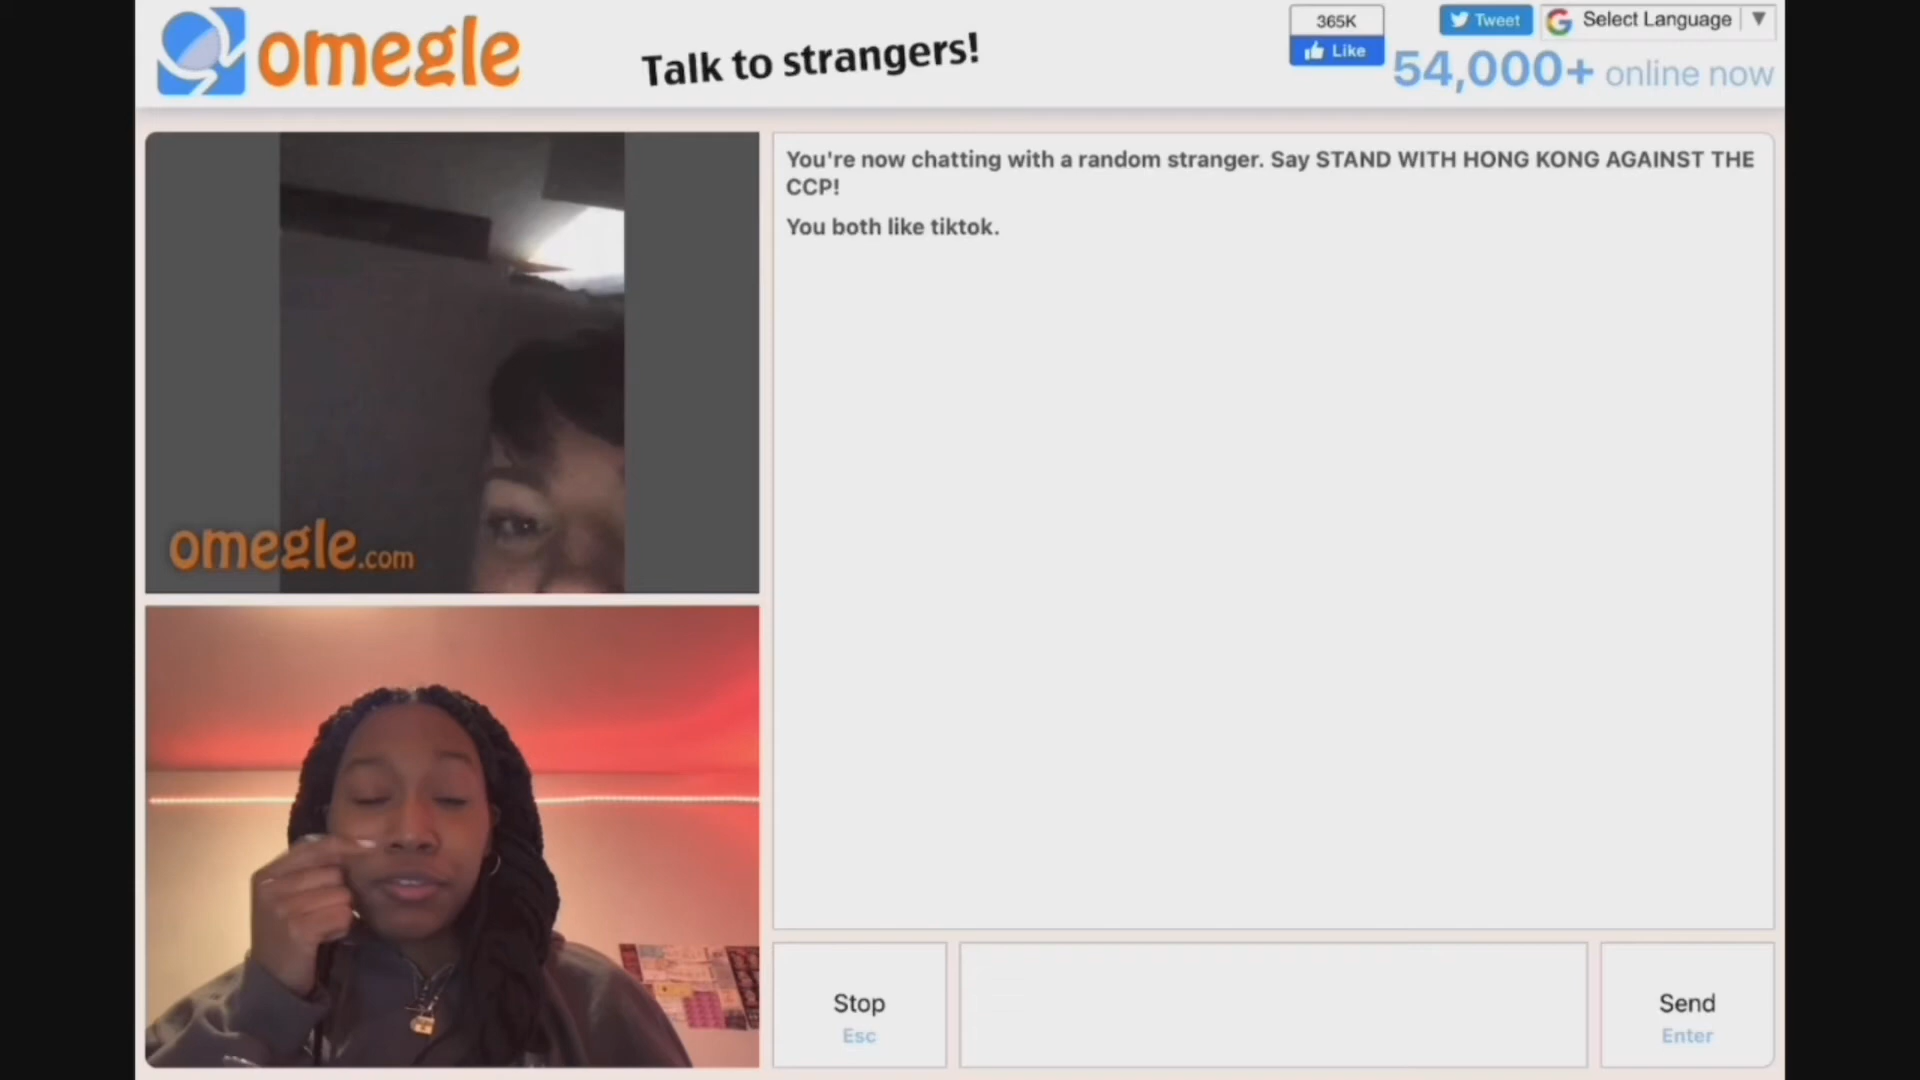 omegle
Talk to strangers!
365K
Like
Tweet
Select Language
54,000+ online now
You're now chatting with a random stranger. Say STAND WITH HONG KONG AGAINST THE
CCP!
You both like tiktok.
omegle.com
Stop
Esc
Send
Enter